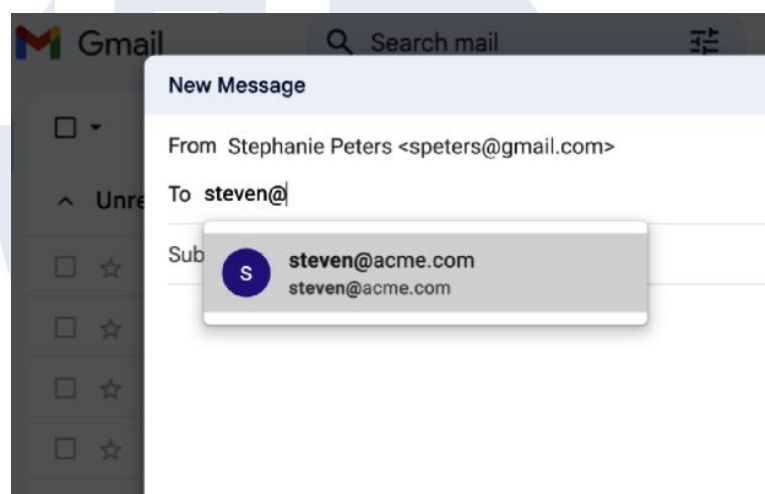 Gmail
Search mail
New Message
From Stephanie Peters <speters@gmail.com>
Unre
To steven@
Sub
S
steven@acme.com
steven@acme.com